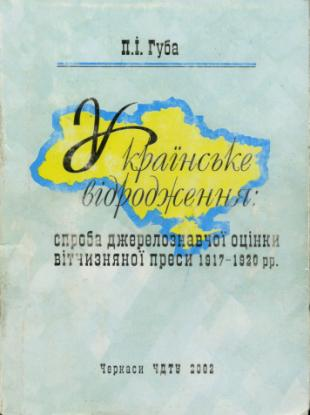 П.І. Губа
Українське
відродження:
спроба джерелознавчої оцінки
вітчизняної преси 1917-1920 рр.
Черкаси ЧДТУ 2002